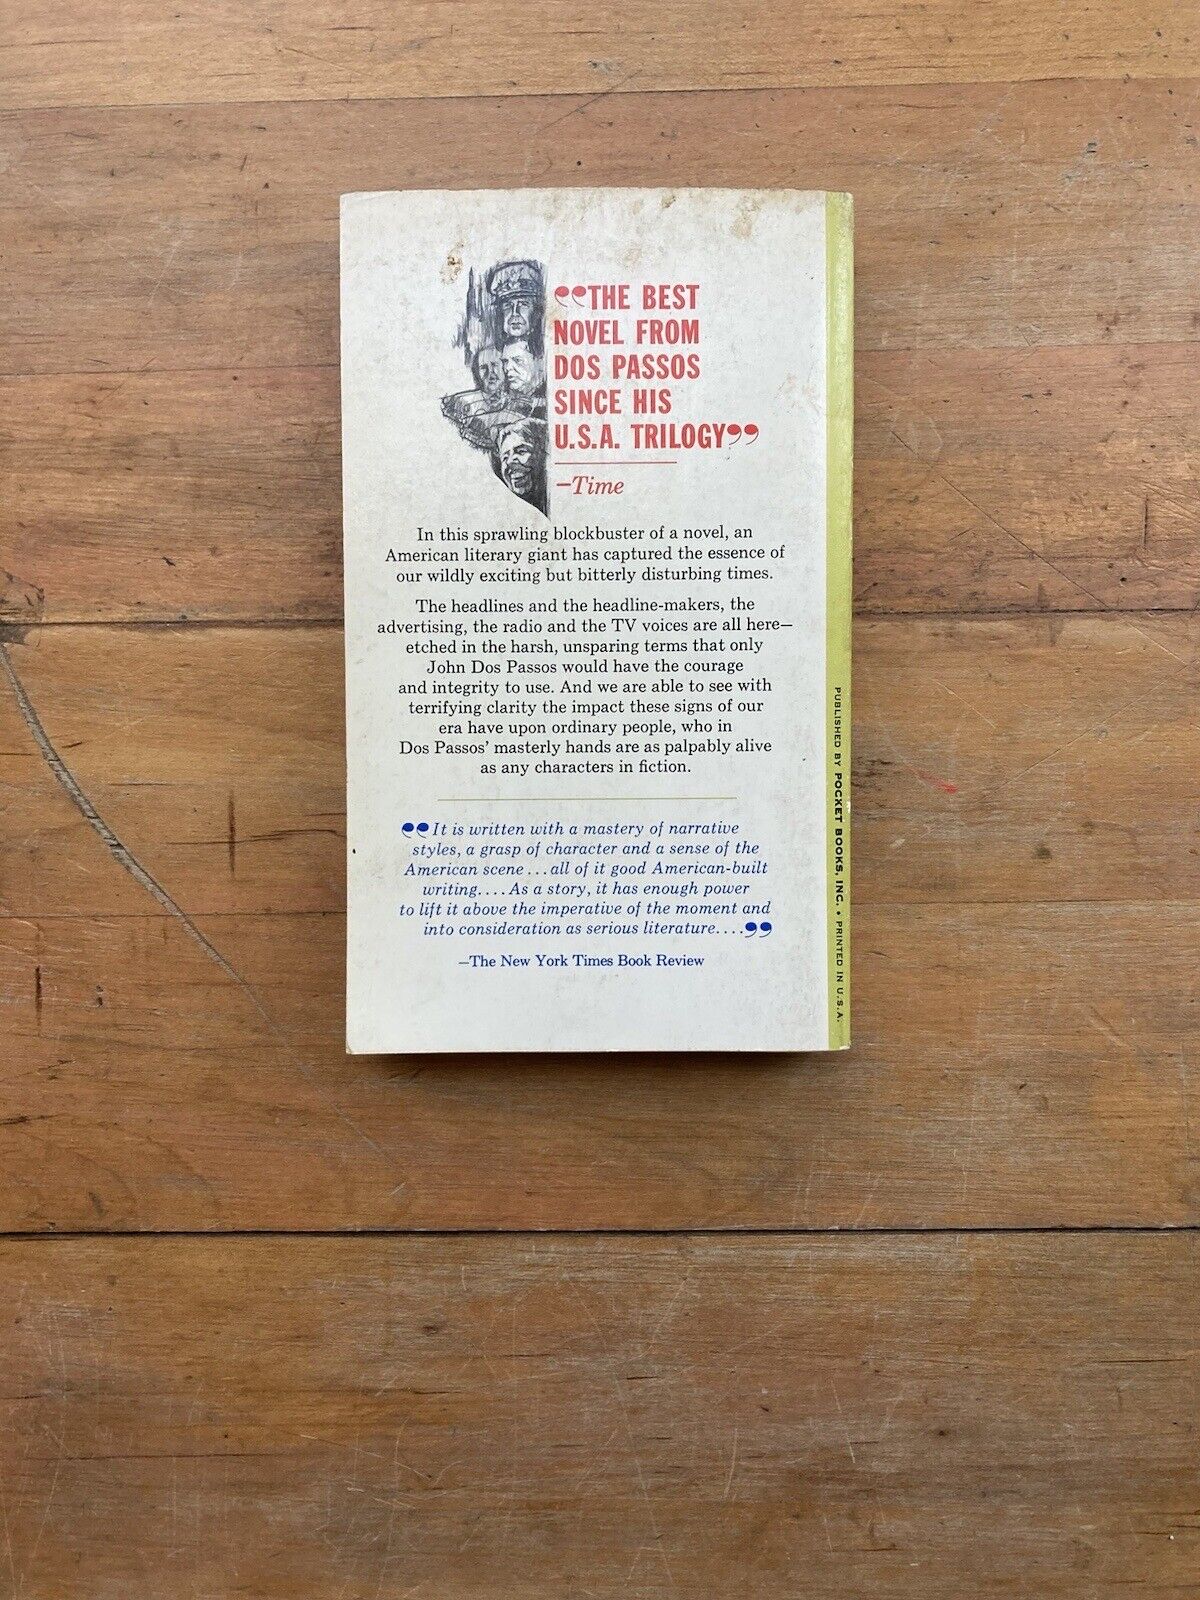 “THE BEST
NOVEL FROM
DOS PASSOS
SINCE HIS
U.S.A. TRILOGY”
—Time
In this sprawling blockbuster of a novel, an
American literary giant has captured the essence of
our wildly exciting but bitterly disturbing times.
The headlines and the headline-makers, the
advertising, the radio and the TV voices are all here—
etched in the harsh, unsparing terms that only
John Dos Passos would have the courage
and integrity to use. And we are able to see with
terrifying clarity the impact these signs of our
era have upon ordinary people, who in
Dos Passos’ masterly hands are as palpably alive
as any characters in fiction.
“It is written with a mastery of narrative
styles, a grasp of character and a sense of the
American scene...all of it good American-built
writing....As a story, it has enough power
to lift it above the imperative of the moment and
into consideration as serious literature....”
—The New York Times Book Review
PUBLISHED BY POCKET BOOKS, INC. • PRINTED IN U.S.A.